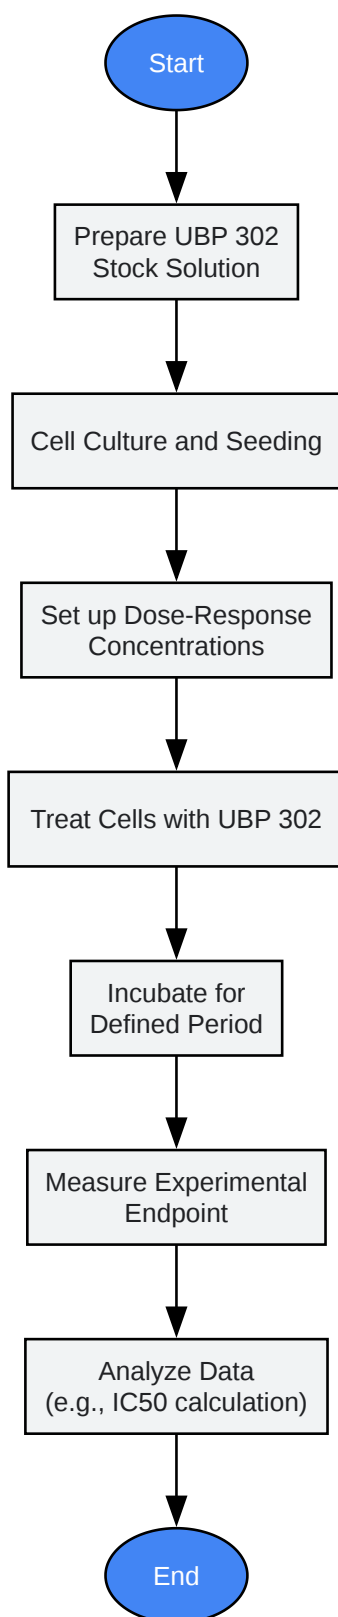 Start
Prepare UBP 302
Stock Solution
Cell Culture and Seeding
Set up Dose-Response
Concentrations
Treat Cells with UBP 302
Incubate for
Defined Period
Measure Experimental
Endpoint
Analyze Data
(e.g., IC50 calculation)
End